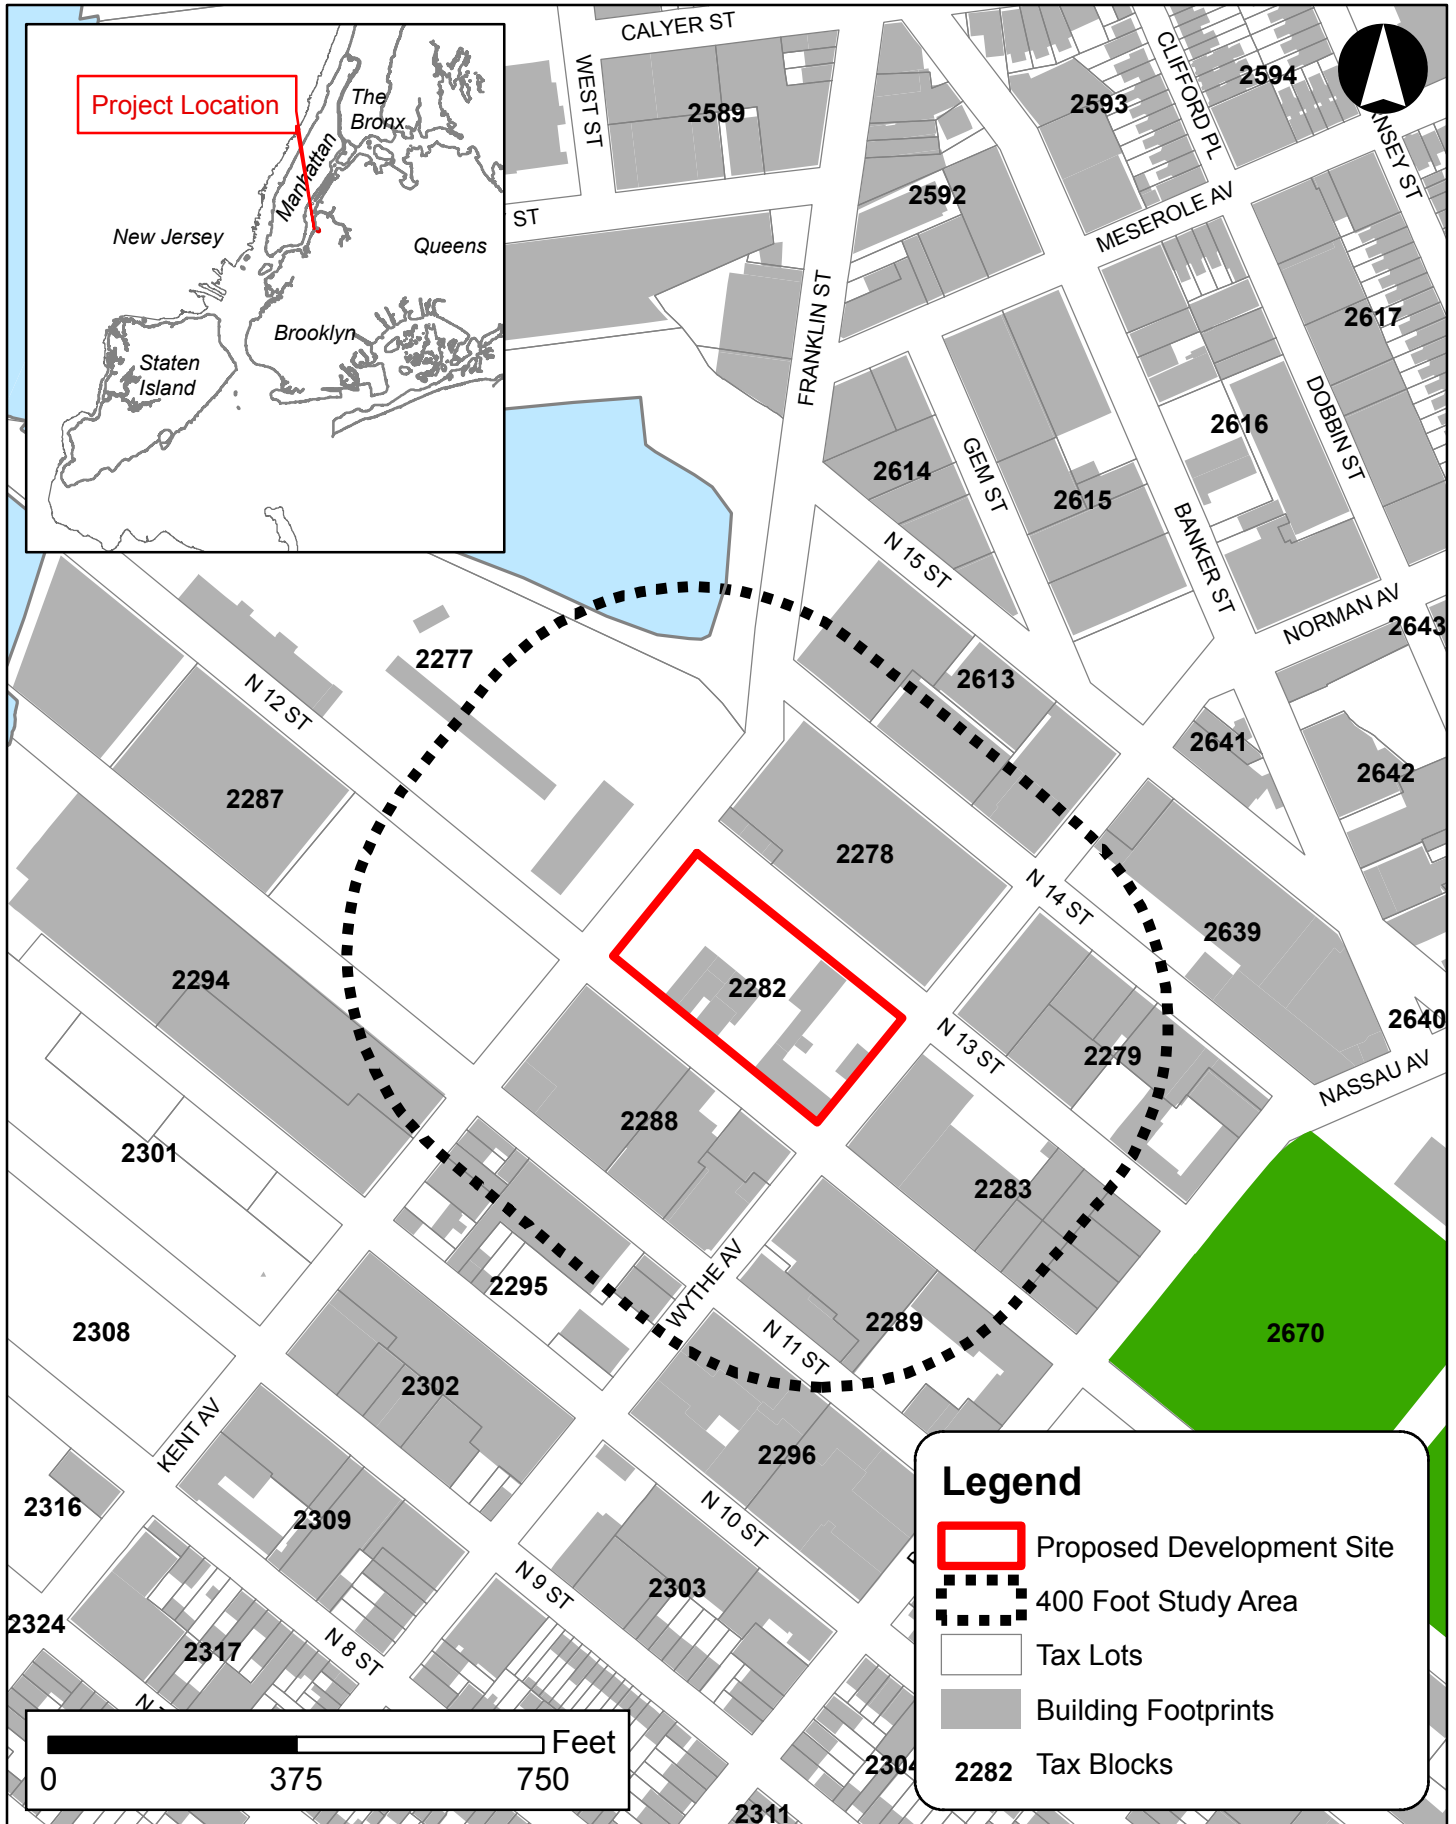 CALYER ST
WEST ST
2589
2593
CLIFFORD PL
2594
Project Location
The
Bronx
Manhattan
New Jersey
Queens
Brooklyn
Staten
Island
ST
2592
MESEROLE AV
FRANKLIN ST
2617
2616
DOBBIN ST
2614
GEM ST
2615
BANKER ST
N 15 ST
NORMAN AV
2643
2277
N 12 ST
2613
2641
2642
2287
2278
N 14 ST
2639
2294
2282
2640
N 13 ST
2279
NASSAU AV
2288
2301
2283
2295
WYTHE AV
2289
N 11 ST
2308
2670
2302
KENT AV
2296
2316
2309
N 10 ST
2303
N 9 ST
2324
2317
N 8 ST
2311
Legend
Proposed Development Site
400 Foot Study Area
Tax Lots
Building Footprints
2282 Tax Blocks
Feet
0 375 750